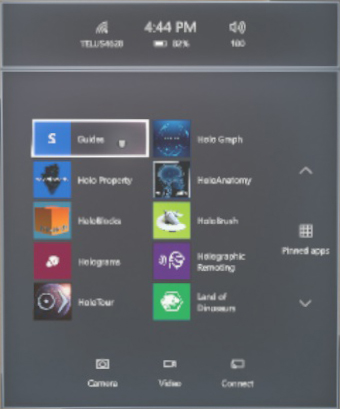 4:44 PM
82%
100
Guides
Holo Graph
Holo Property
HoloAnatomy
HoloBlocks
HoloBrush
Holograms
Holographic
Remoting
HoloTour
Land of
Dinosaurs
Pinned apps
Camera
Video
Connect